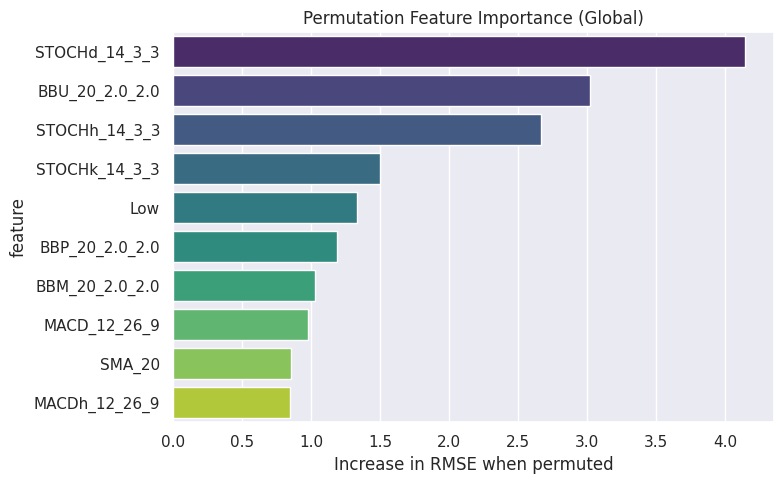 Permutation Feature Importance (Global)
feature
STOCHd_14_3_3
BBU_20_2.0_2.0
STOCHh_14_3_3
STOCHk_14_3_3
Low
BBP_20_2.0_2.0
BBM_20_2.0_2.0
MACD_12_26_9
SMA_20
MACDh_12_26_9
0.0 0.5 1.0 1.5 2.0 2.5 3.0 3.5 4.0
Increase in RMSE when permuted